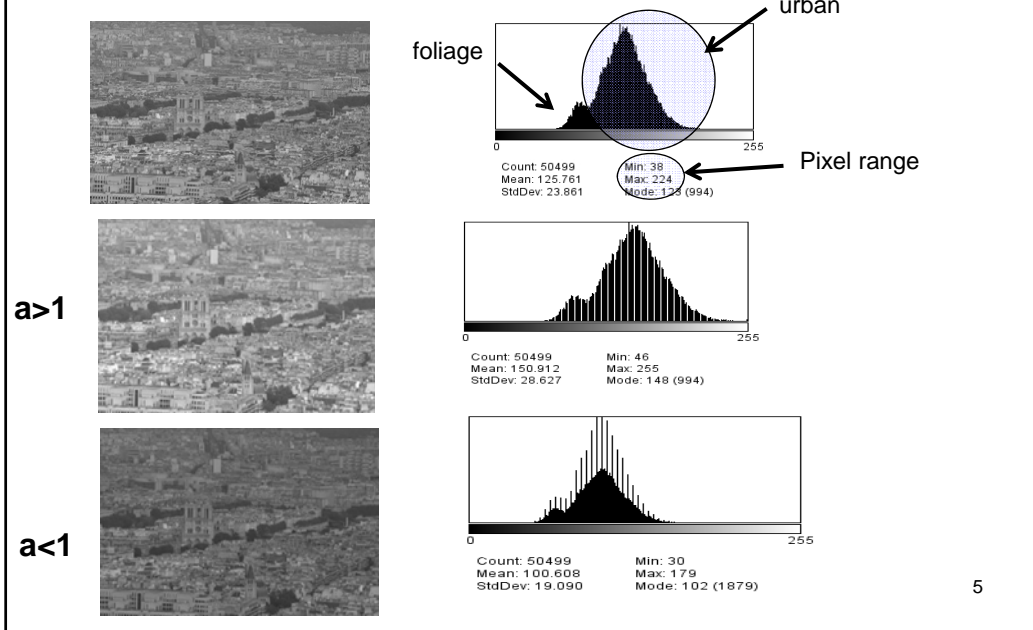 urban
foliage
0 255
Count: 50499 Min: 38
Mean: 125.761 Max: 224
StdDev: 23.861 Mode: 123 (994)
Pixel range
a>1
0 255
Count: 50499 Min: 46
Mean: 150.912 Max: 255
StdDev: 28.627 Mode: 148 (994)
a<1
0 255
Count: 50499 Min: 30
Mean: 100.608 Max: 179
StdDev: 19.090 Mode: 102 (1879)
5